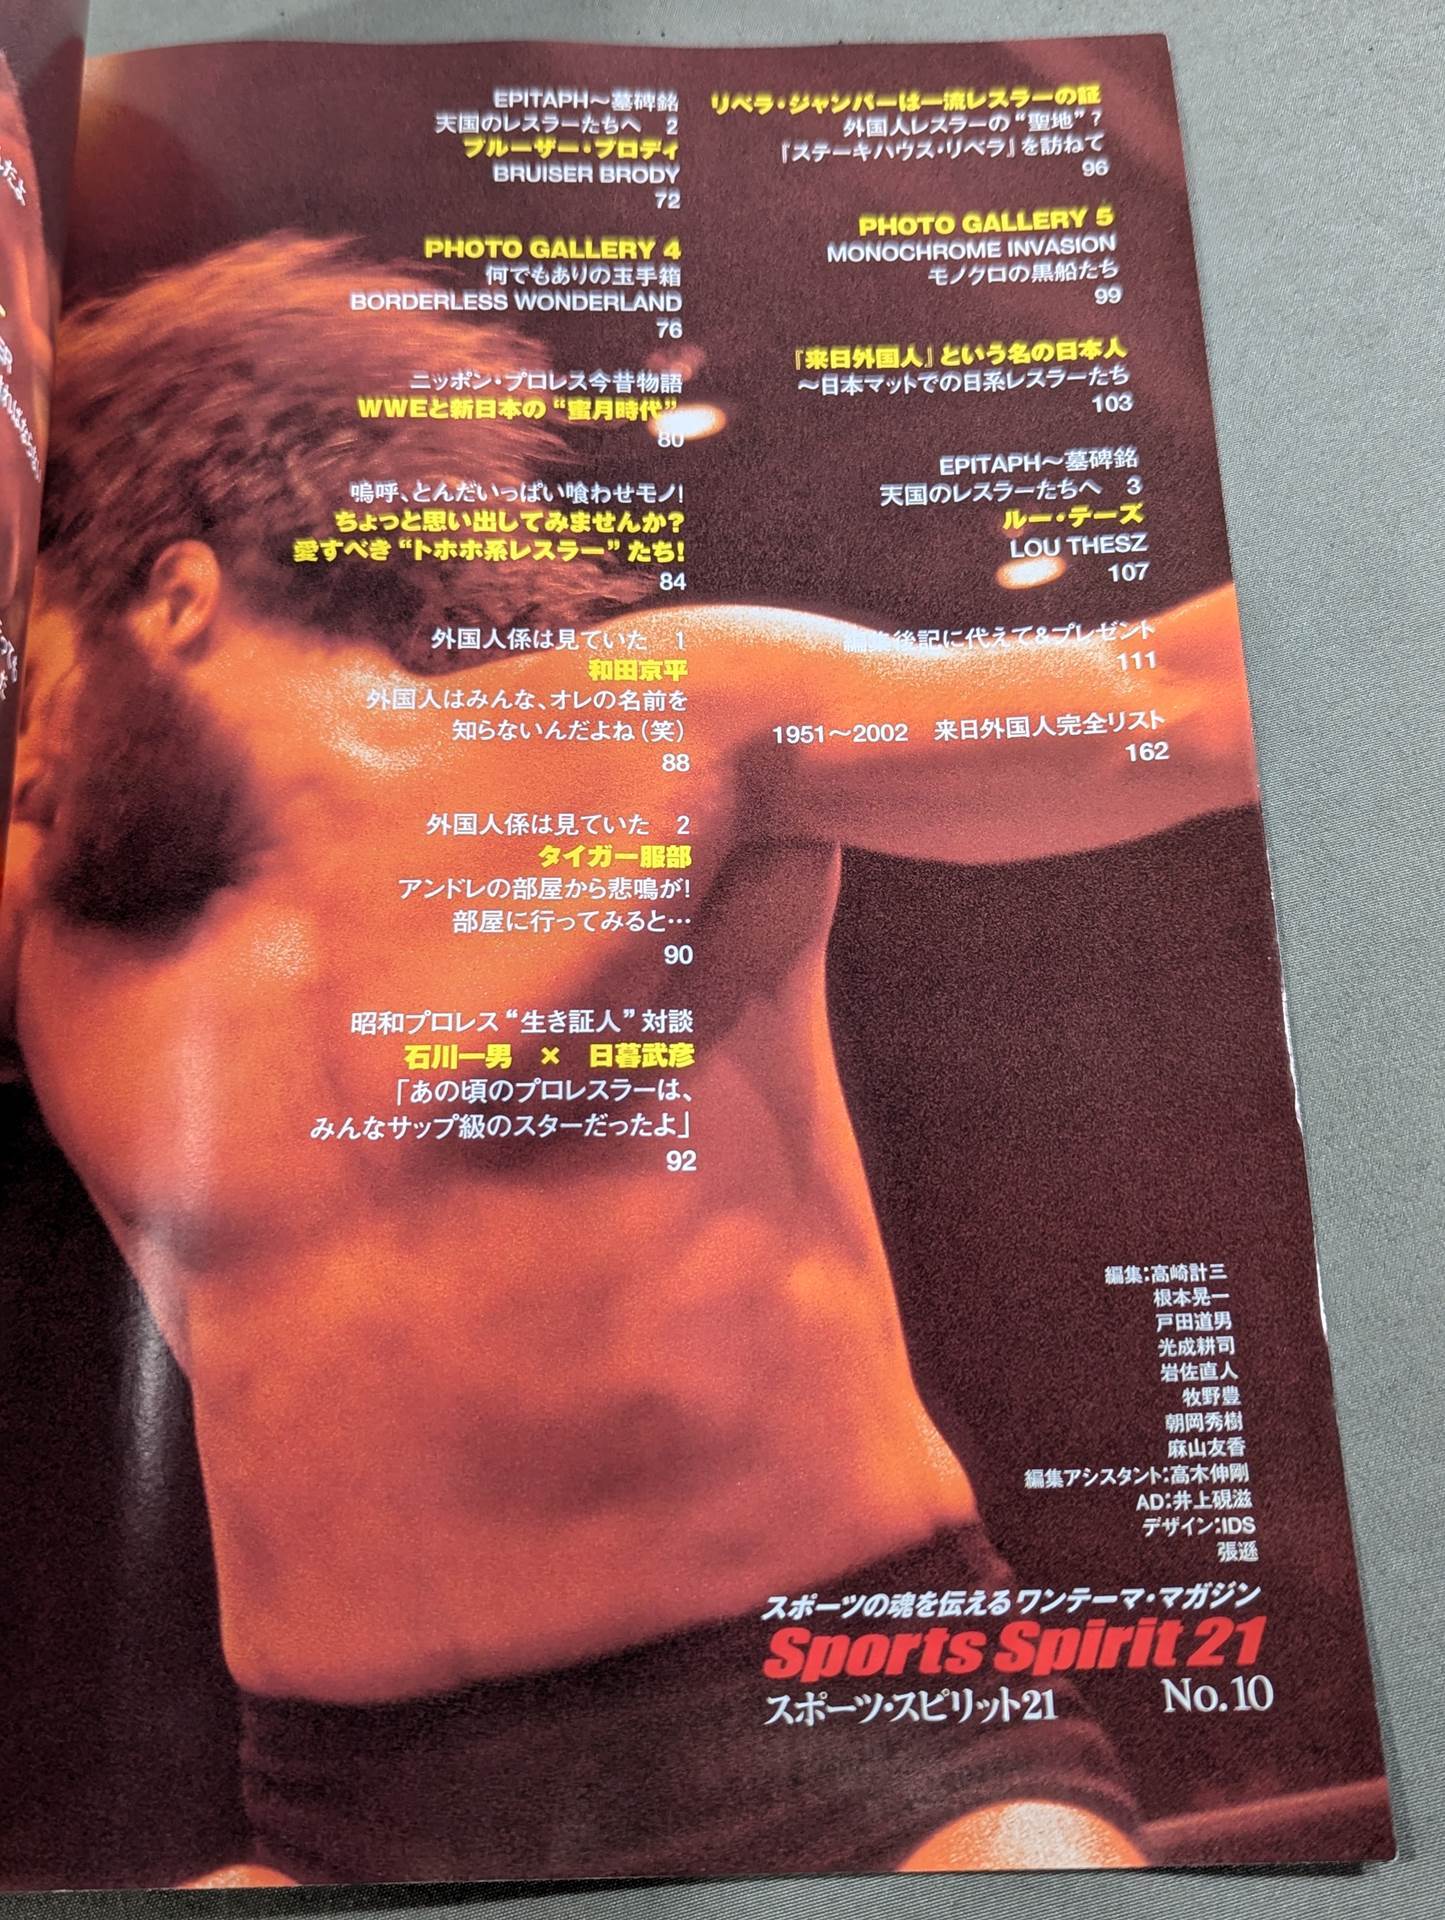 EPITAPH～墓碑銘
天国のレスラーたちへ　2
ブルーザー・ブロディ
BRUISER BRODY
72
PHOTO GALLERY 4
何でもありの玉手箱
BORDERLESS WONDERLAND
76
ニッポン・プロレス今昔物語
WWEと新日本の“蜜月時代”
80
嗚呼、とんだいっぱい喰わせモノ!
ちょっと思い出してみませんか?
愛すべき“トホホ系レスラー”たち!
84
外国人係は見ていた　1
和田京平
外国人はみんな、オレの名前を
知らないんだよね（笑）
88
外国人係は見ていた　2
タイガー服部
アンドレの部屋から悲鳴が!
部屋に行ってみると…
90
昭和プロレス“生き証人”対談
石川一男　×　日暮武彦
「あの頃のプロレスラーは、
みんなサップ級のスターだったよ」
92
リベラ・ジャンパーは一流レスラーの証
外国人レスラーの“聖地”?
『ステーキハウス・リベラ』を訪ねて
96
PHOTO GALLERY 5
MONOCHROME INVASION
モノクロの黒船たち
99
『来日外国人』という名の日本人
～日本マットでの日系レスラーたち
103
EPITAPH～墓碑銘
天国のレスラーたちへ　3
ルー・テーズ
LOU THESZ
107
編集後記に代えて&プレゼント
111
1951～2002　来日外国人完全リスト
162
編集:高崎計三
根本晃一
戸田道男
光成耕司
岩佐直人
牧野豊
朝岡秀樹
麻山友香
編集アシスタント:高木伸剛
AD:井上硯滋
デザイン:IDS
張遜
スポーツの魂を伝えるワンテーマ・マガジン
Sports Spirit 21
スポーツ・スピリット21　No.10